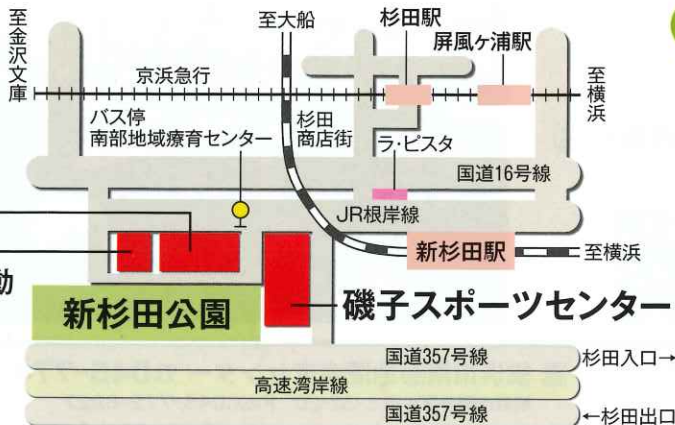 至金沢文庫
至大船
杉田駅
屏風ヶ浦駅
京浜急行
至横浜
バス停
南部地域療育センター
杉田
商店街
ラ・ピスタ
国道16号線
JR根岸線
新杉田駅
至横浜
動
新杉田公園
磯子スポーツセンター
国道357号線
杉田入口→
高速湾岸線
国道357号線
←杉田出口